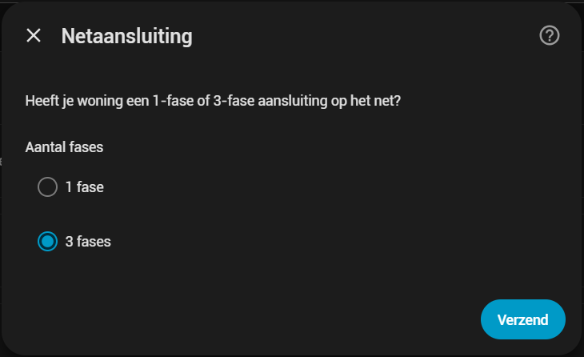 Netaansluiting
Heeft je woning een 1-fase of 3-fase aansluiting op het net?
Aantal fases
1 fase
3 fases
Verzend